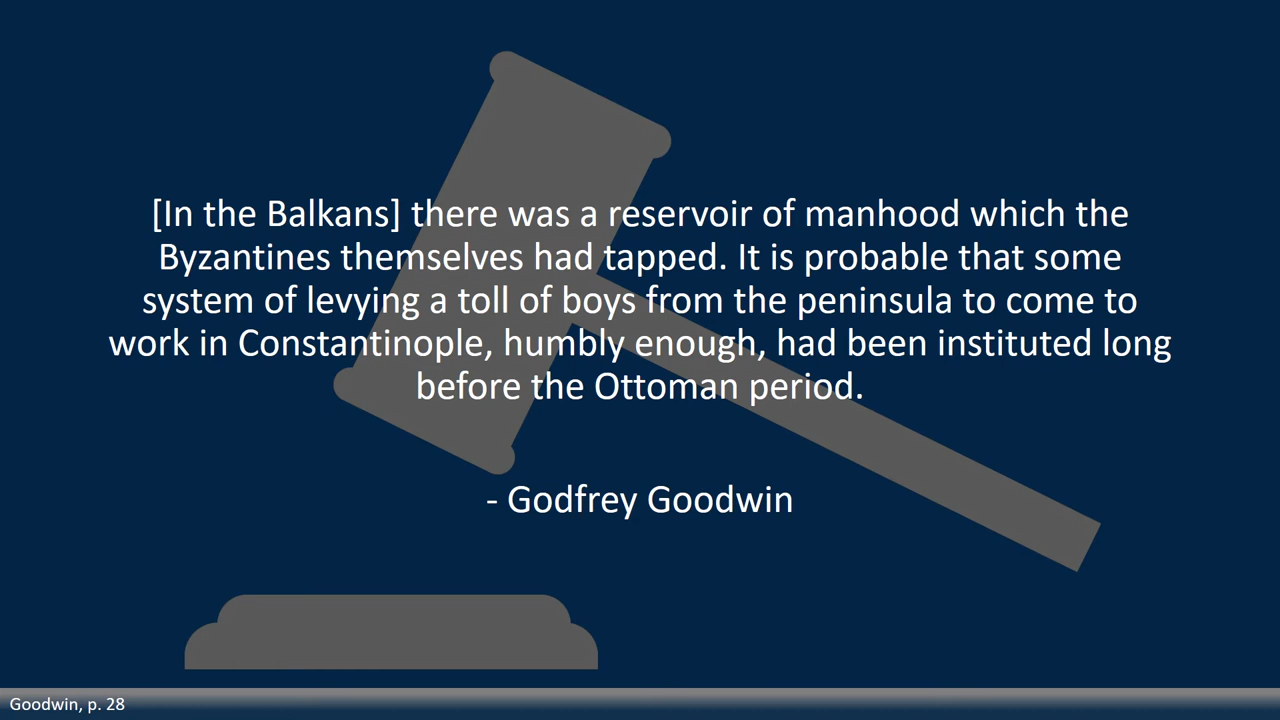 [In the Balkans] there was a reservoir of manhood which the
Byzantines themselves had tapped. It is probable that some
system of levying a toll of boys from the peninsula to come to
work in Constantinople, humbly enough, had been instituted long
before the Ottoman period.
- Godfrey Goodwin
Goodwin, p. 28